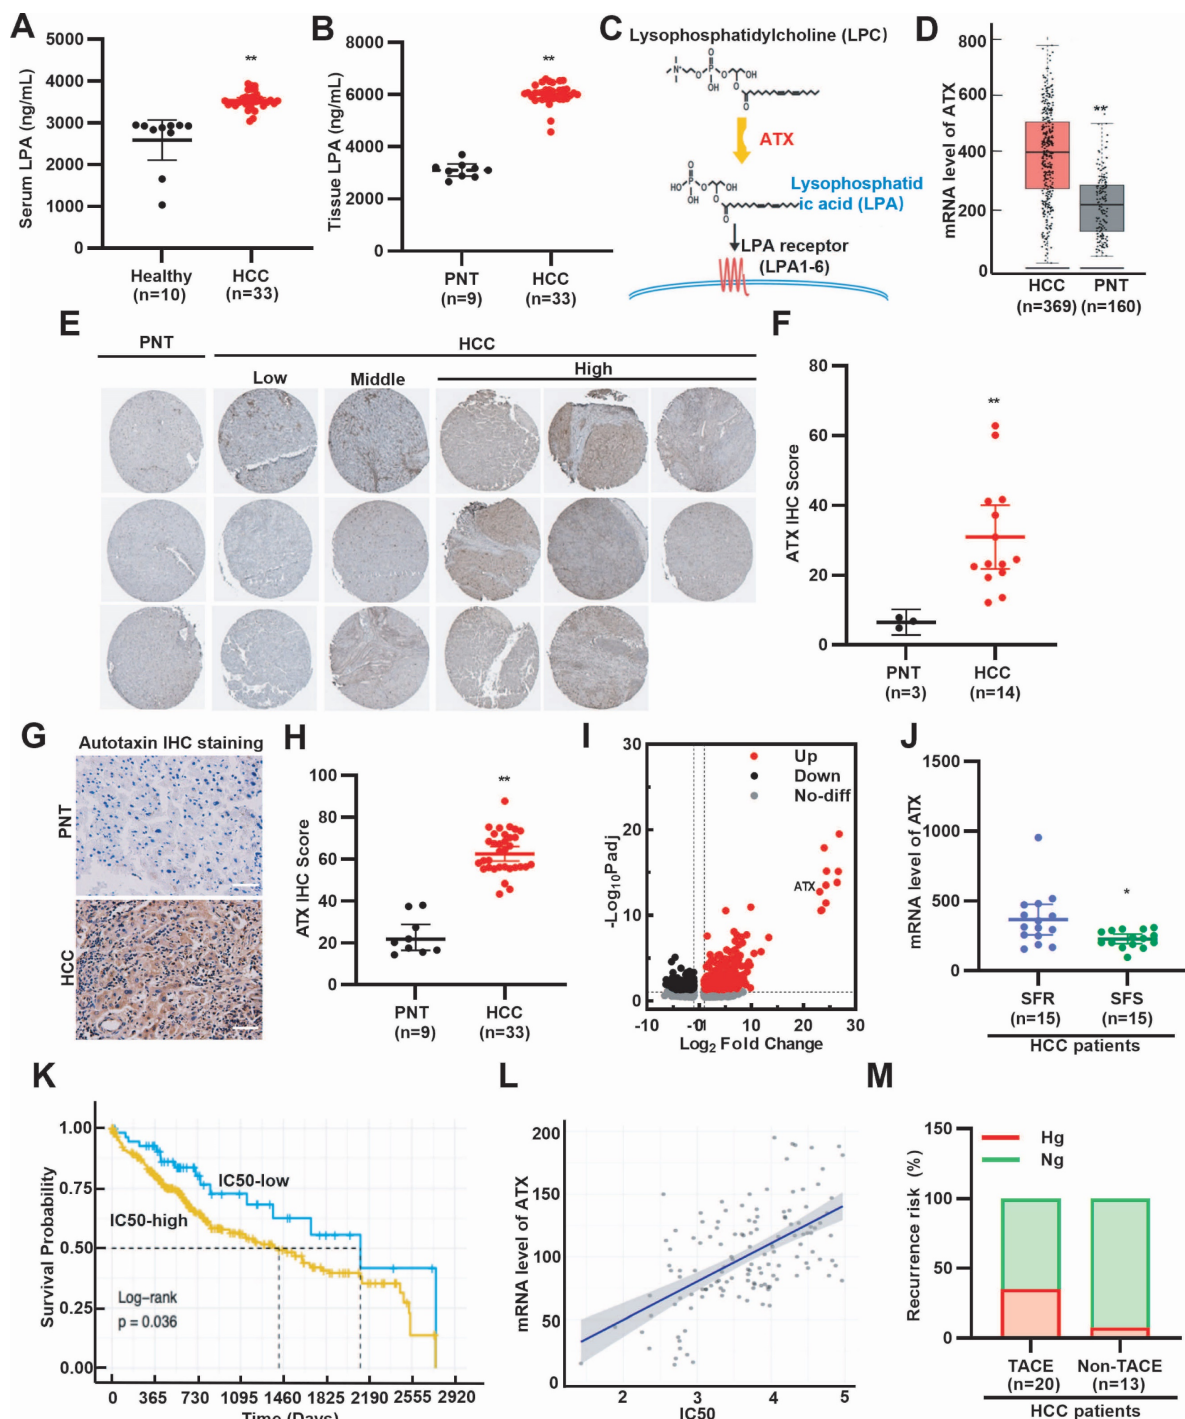 A
Serum LPA (ng/mL)
5000
4000
3000
2000
1000
0
**
Healthy
(n=10)
HCC
(n=33)
B
Tissue LPA (ng/mL)
8000
6000
4000
2000
0
**
PNT
(n=9)
HCC
(n=33)
C
Lysophosphatidylcholine (LPC)
ATX
Lysophosphatid
ic acid (LPA)
LPA receptor
(LPA1-6)
D
mRNA level of ATX
800
600
400
200
0
**
HCC
(n=369)
PNT
(n=160)
E
PNT
HCC
Low
Middle
High
F
ATX IHC Score
80
60
40
20
0
**
PNT
(n=3)
HCC
(n=14)
G
Autotaxin IHC staining
PNT
HCC
H
ATX IHC Score
100
80
60
40
20
0
**
PNT
(n=9)
HCC
(n=33)
I
-Log10Padj
30
20
10
0
Up
Down
No-diff
ATX
-10
-0
0
10
20
30
Log2 Fold Change
J
mRNA level of ATX
1500
1000
500
0
*
SFR
(n=15)
SFS
(n=15)
HCC patients
K
Survival Probability
1.00
0.75
0.50
0.25
0.00
IC50-low
IC50-high
Log-rank
p = 0.036
0 365 730 1095 1460 1825 2190 2555 2920
Time (Days)
L
mRNA level of ATX
200
150
100
50
0
2 3 4 5
IC50
M
Recurrence risk (%)
150
100
50
0
Hg
Ng
TACE
(n=20)
Non-TACE
(n=13)
HCC patients